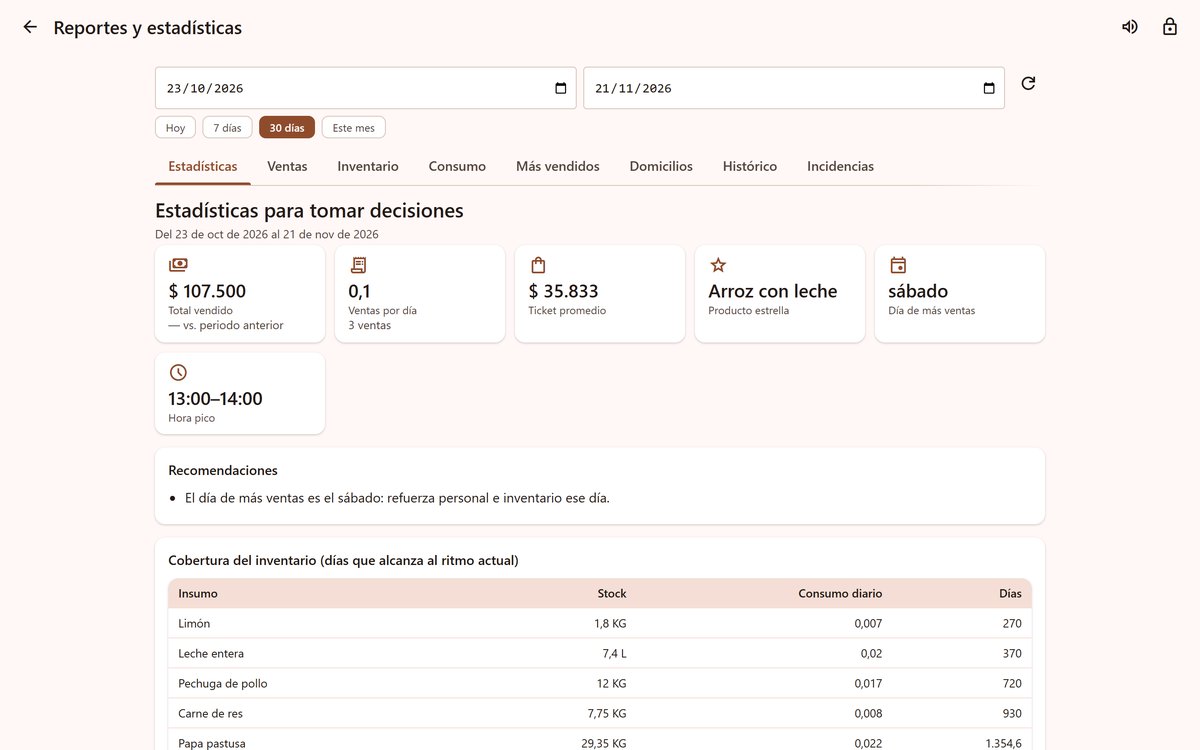 Reportes y estadísticas
23/10/2026
21/11/2026
Hoy
7 días
30 días
Este mes
Estadísticas
Ventas
Inventario
Consumo
Más vendidos
Domicilios
Histórico
Incidencias
Estadísticas para tomar decisiones
Del 23 de oct de 2026 al 21 de nov de 2026
$ 107.500
Total vendido
— vs. periodo anterior
0,1
Ventas por día
3 ventas
$ 35.833
Ticket promedio
Arroz con leche
Producto estrella
sábado
Día de más ventas
13:00–14:00
Hora pico
Recomendaciones
• El día de más ventas es el sábado: refuerza personal e inventario ese día.
Cobertura del inventario (días que alcanza al ritmo actual)
Insumo Stock Consumo diario Días
Limón 1,8 KG 0,007 270
Leche entera 7,4 L 0,02 370
Pechuga de pollo 12 KG 0,017 720
Carne de res 7,75 KG 0,008 930
Papa pastusa 29,35 KG 0,022 1.354,6